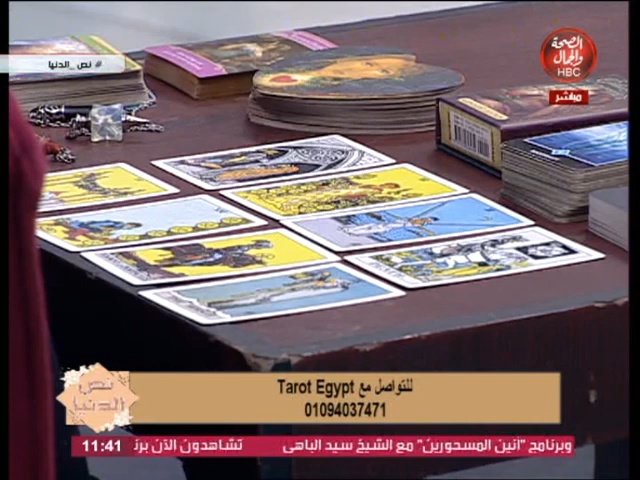 # نص_الدنيا
الصحة
والجمال
HBC
مباشر
نص
الدنيا
للتواصل مع Tarot Egypt
01094037471
11:41
وبرنامج "أنين المسحورين" مع الشيخ سيد الباهى
تشاهدون الآن برنا